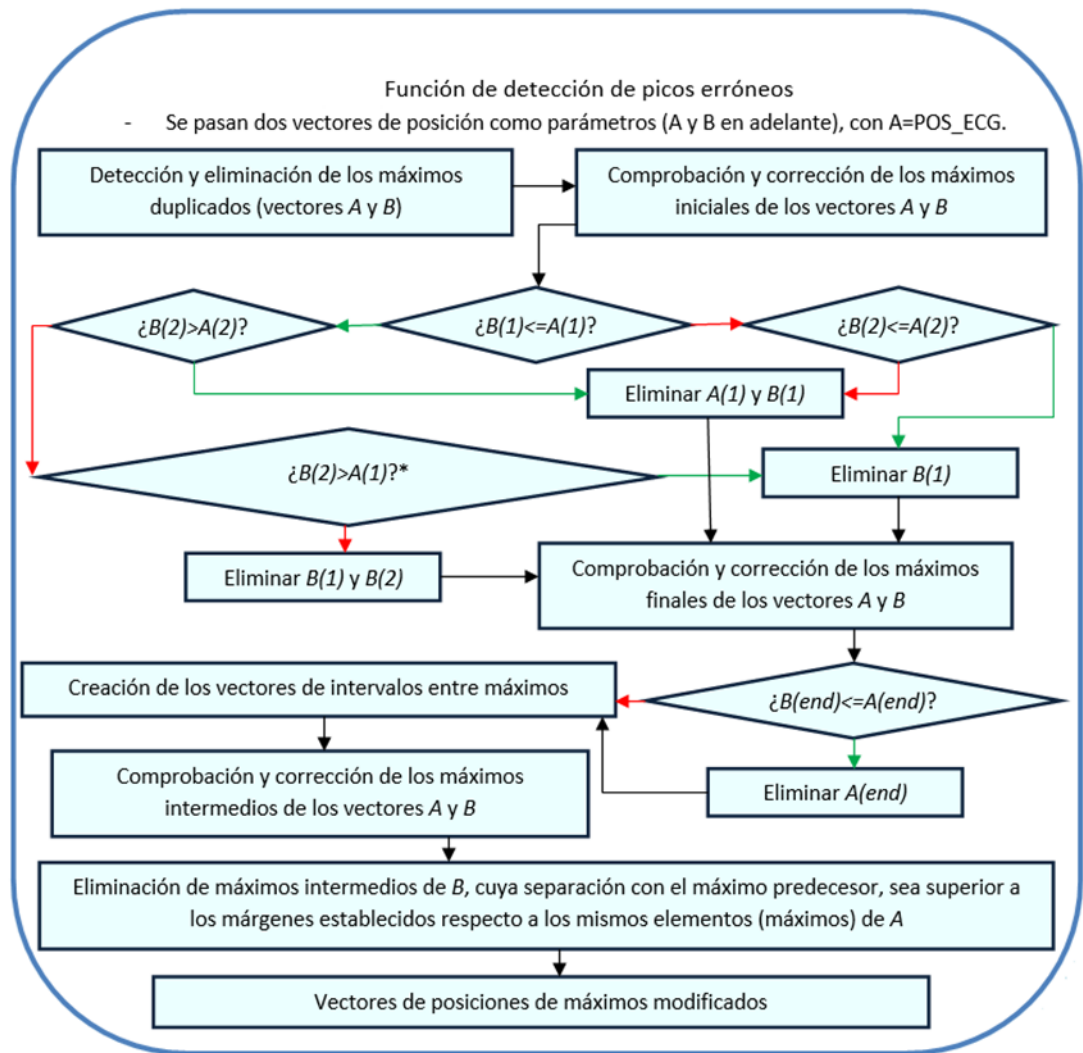 Función de detección de picos erróneos
- Se pasan dos vectores de posición como parámetros (A y B en adelante), con A=POS_ECG.
Detección y eliminación de los máximos
duplicados (vectores A y B)
Comprobación y corrección de los máximos
iniciales de los vectores A y B
¿B(2)>A(2)?
¿B(1)<=A(1)?
¿B(2)<=A(2)?
Eliminar A(1) y B(1)
¿B(2)>A(1)?*
Eliminar B(1)
Eliminar B(1) y B(2)
Comprobación y corrección de los máximos
finales de los vectores A y B
Creación de los vectores de intervalos entre máximos
¿B(end)<=A(end)?
Comprobación y corrección de los máximos
intermedios de los vectores A y B
Eliminar A(end)
Eliminación de máximos intermedios de B, cuya separación con el máximo predecesor, sea superior a
los márgenes establecidos respecto a los mismos elementos (máximos) de A
Vectores de posiciones de máximos modificados